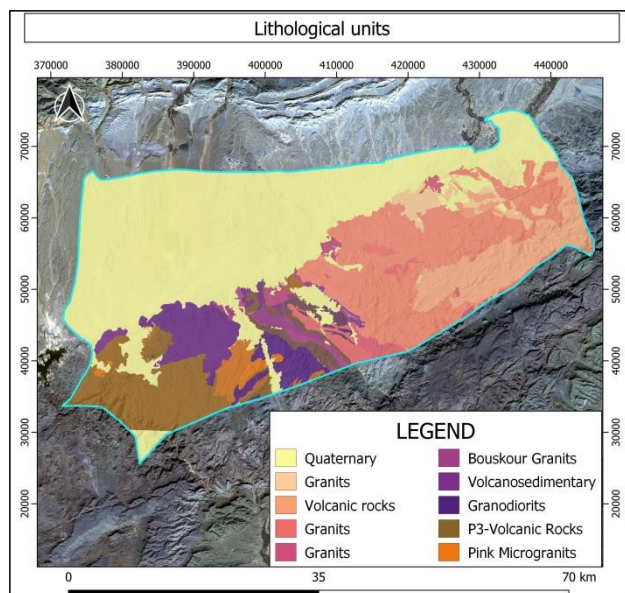 Lithological units
370000 380000 390000 400000 410000 420000 430000 440000
70000 70000
60000 60000
50000 50000
40000 40000
30000 30000
20000 20000
LEGEND
Quaternary
Granits
Volcanic rocks
Granits
Granits
Bouskour Granits
Volcanosedimentary
Granodiorits
P3-Volcanic Rocks
Pink Microgranits
0 35 70 km